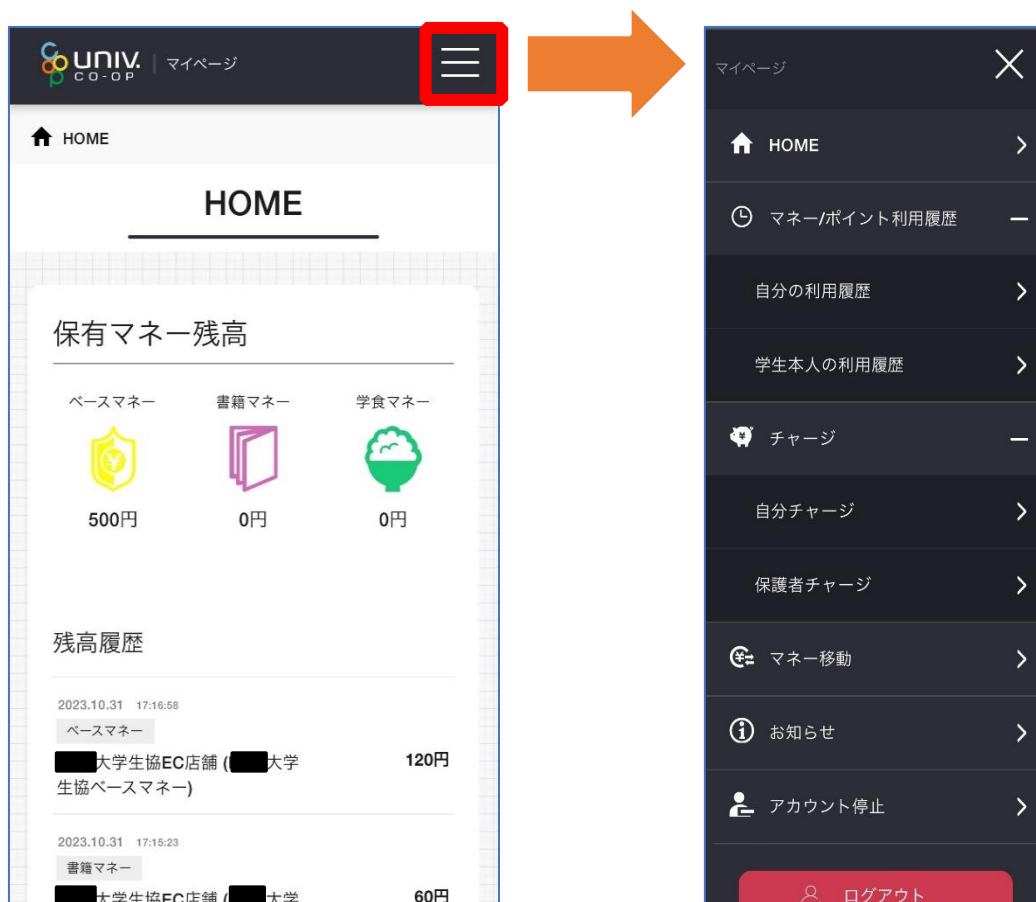 UNIV.
CO-OP
マイページ
HOME
HOME
保有マネー残高
ベースマネー 書籍マネー 学食マネー
500円 0円 0円
残高履歴
2023.10.31 17:16:58
ベースマネー
大学生協EC店舗 ( 大学 120円
生協ベースマネー)
2023.10.31 17:15:23
書籍マネー
大学生協EC店舗 ( 大学 60円
マイページ
HOME
マネー/ポイント利用履歴
自分の利用履歴
学生本人の利用履歴
チャージ
自分チャージ
保護者チャージ
マネー移動
お知らせ
アカウント停止
ログアウト